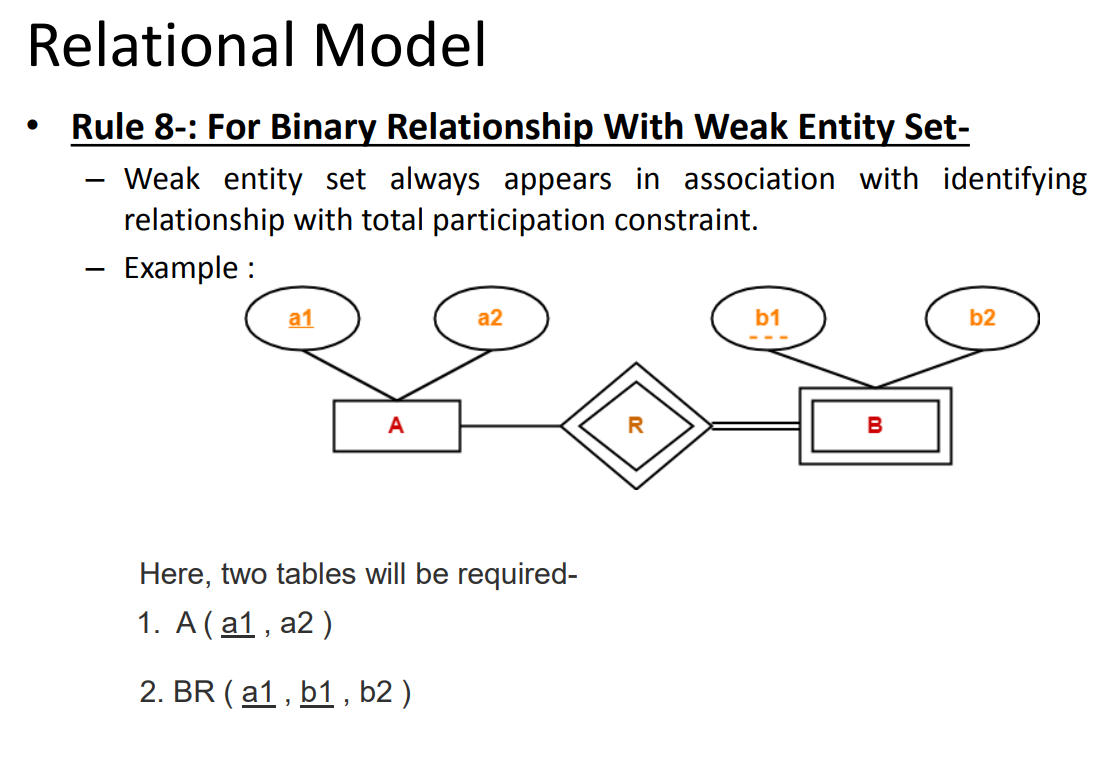 Relational Model
• Rule 8-: For Binary Relationship With Weak Entity Set-
– Weak entity set always appears in association with identifying
relationship with total participation constraint.
– Example :
a1 a2 b1 b2
A R B
Here, two tables will be required-
1. A ( a1 , a2 )
2. BR ( a1 , b1 , b2 )